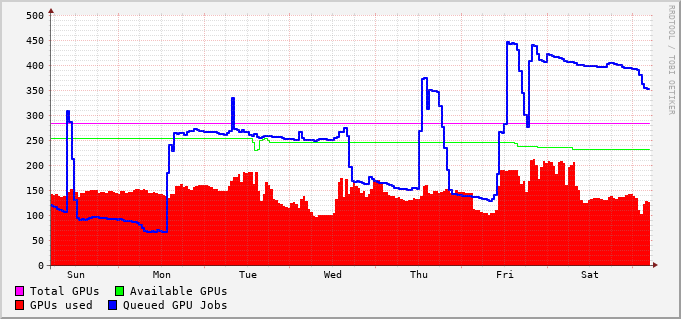 500
450
400
350
300
250
200
150
100
50
0
Sun Mon Tue Wed Thu Fri Sat
Total GPUs Available GPUs
GPUs used Queued GPU Jobs
RRDTOOL / TOBI OETIKER